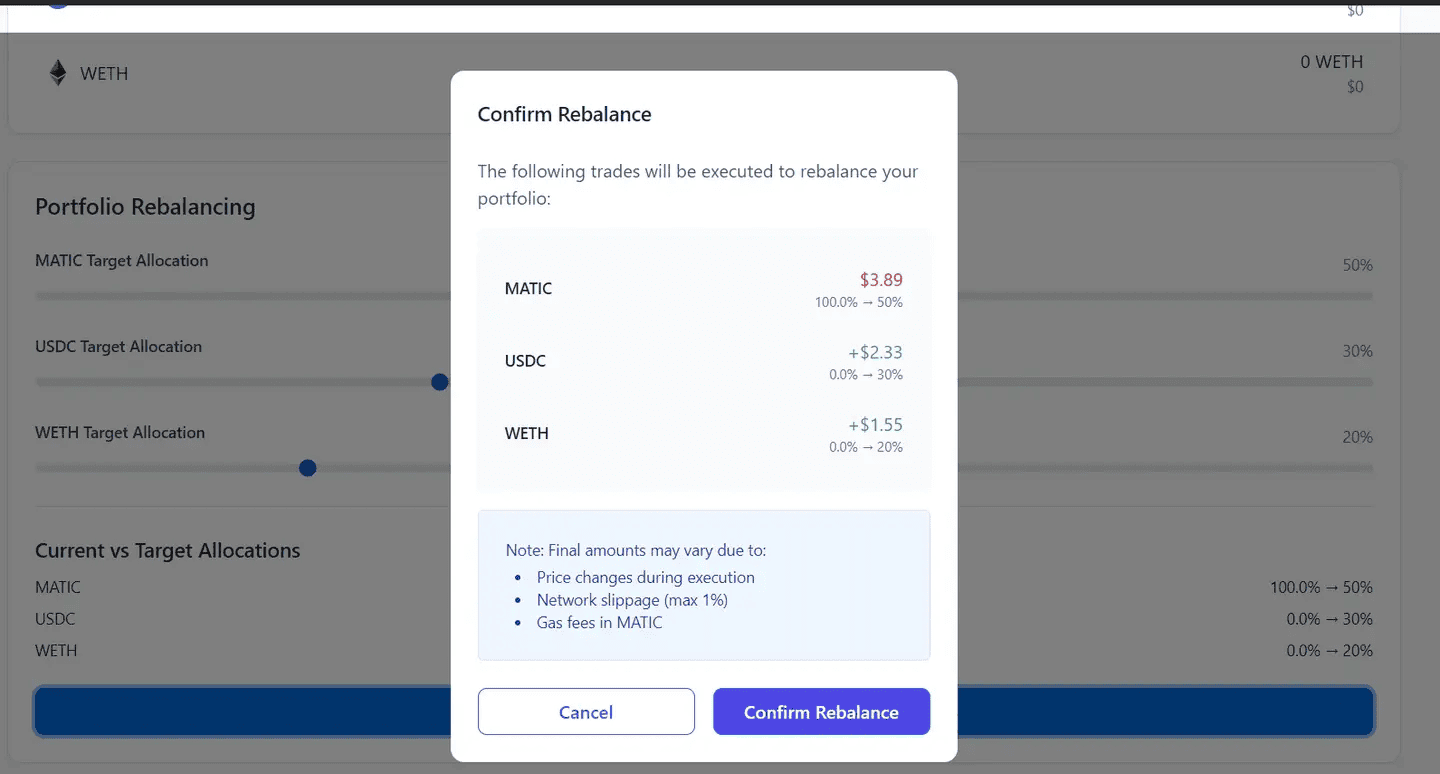 $0
WETH
0 WETH
$0
Portfolio Rebalancing
MATIC Target Allocation
50%
USDC Target Allocation
30%
WETH Target Allocation
20%
Current vs Target Allocations
MATIC
100.0% → 50%
USDC
0.0% → 30%
WETH
0.0% → 20%
Confirm Rebalance
The following trades will be executed to rebalance your
portfolio:
MATIC
$3.89
100.0% → 50%
USDC
+$2.33
0.0% → 30%
WETH
+$1.55
0.0% → 20%
Note: Final amounts may vary due to:
• Price changes during execution
• Network slippage (max 1%)
• Gas fees in MATIC
Cancel
Confirm Rebalance